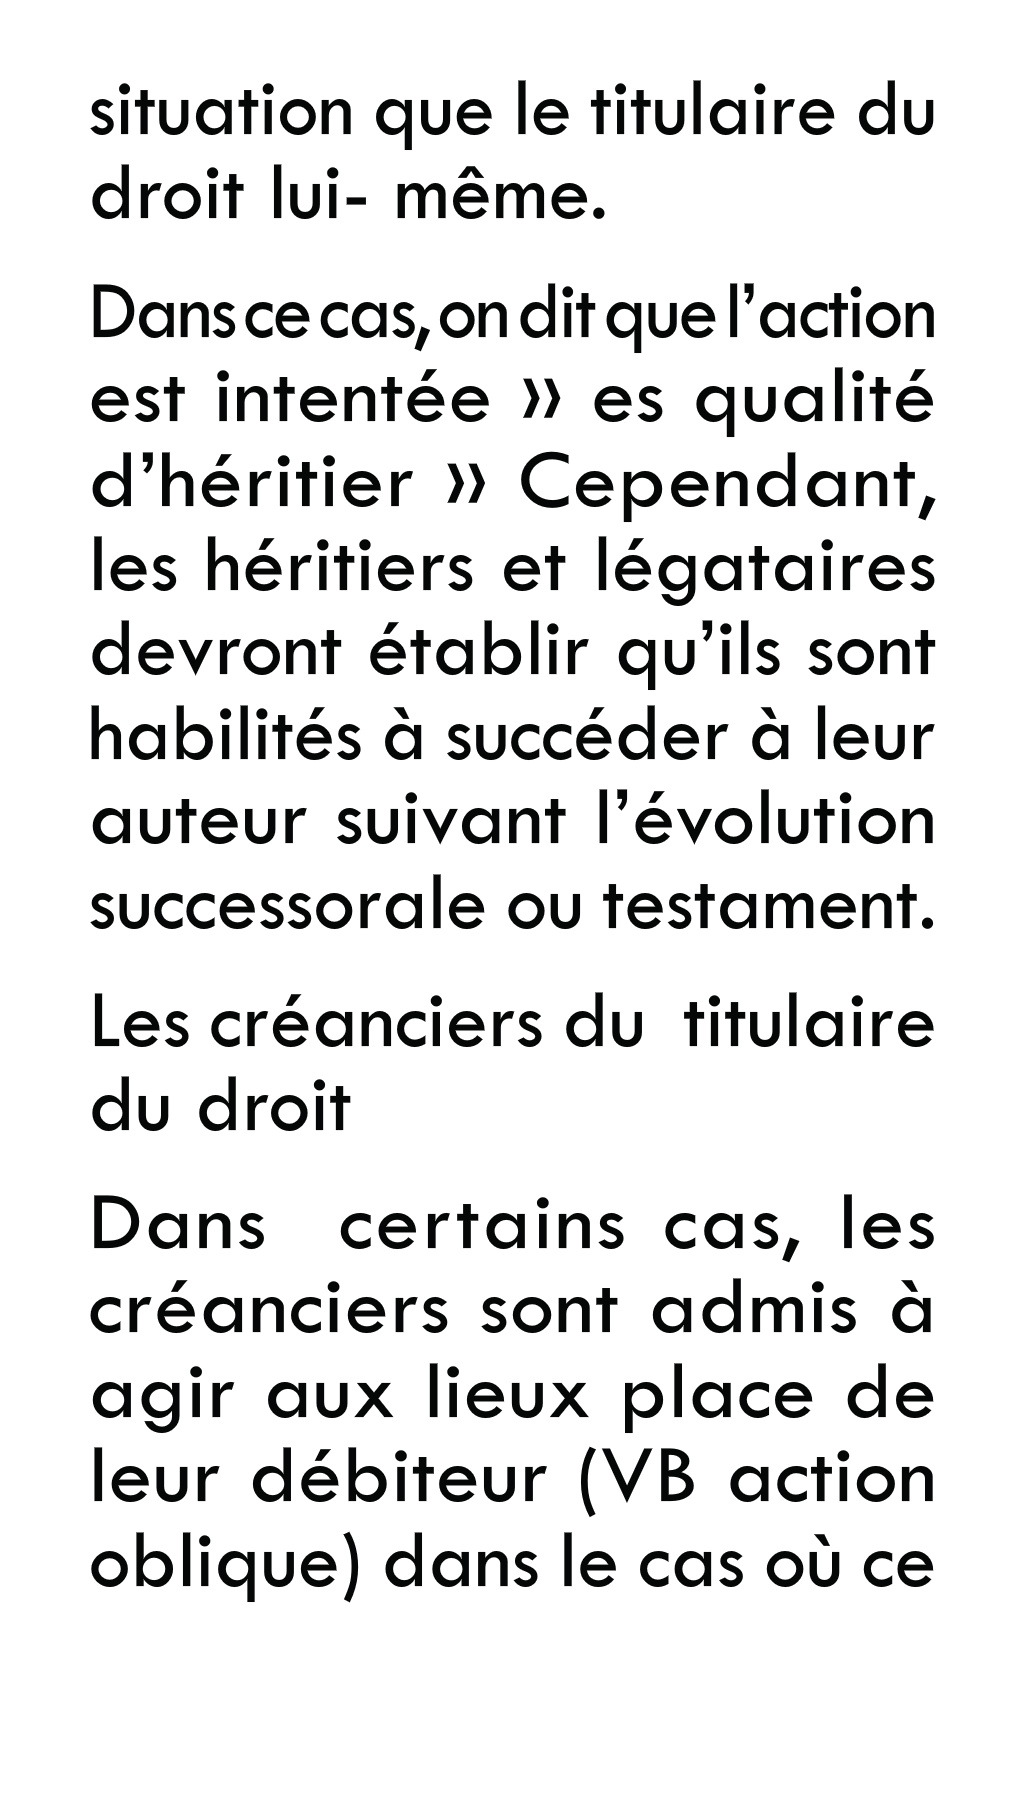 situation que le titulaire du
droit lui- même.
Dans ce cas, on dit que l’action
est intentée » es qualité
d’héritier » Cependant,
les héritiers et légataires
devront établir qu’ils sont
habilités à succéder à leur
auteur suivant l’évolution
successorale ou testament.
Les créanciers du titulaire
du droit
Dans certains cas, les
créanciers sont admis à
agir aux lieux place de
leur débiteur (VB action
oblique) dans le cas où ce